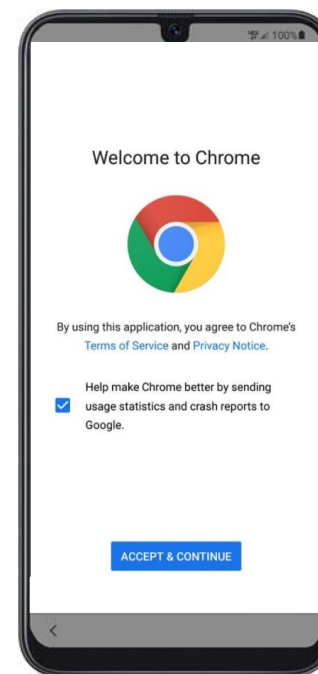 100%
Welcome to Chrome
By using this application, you agree to Chrome's
Terms of Service and Privacy Notice.
Help make Chrome better by sending
usage statistics and crash reports to
Google.
ACCEPT & CONTINUE